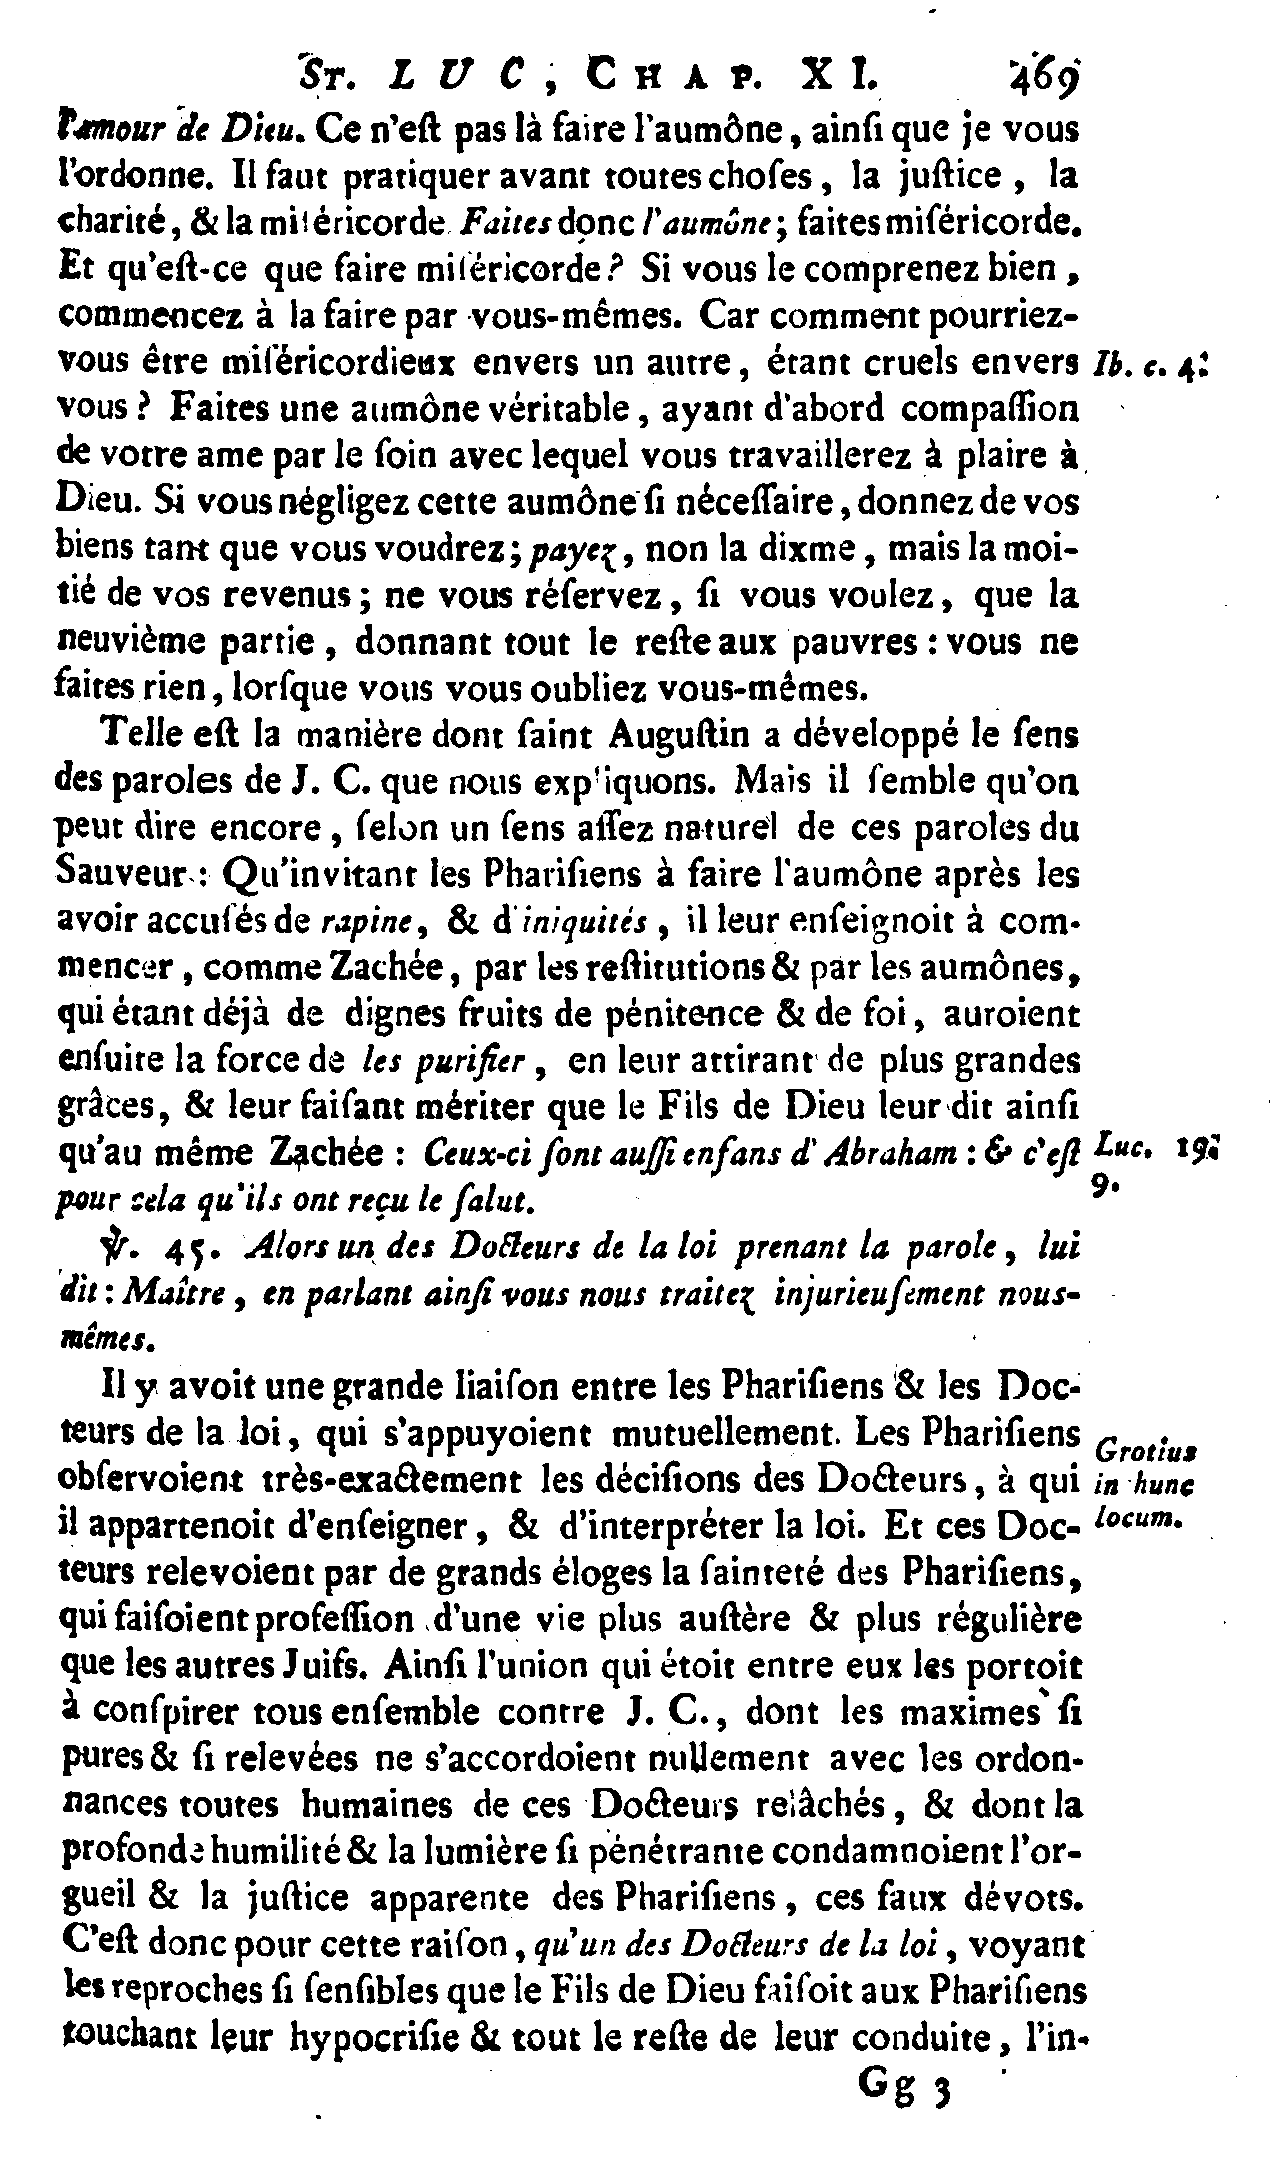 St. LUC, Chap. XI. 469
l'amour de Dieu. Ce n'eſt pas là faire l'aumône, ainſi que je vous
l'ordonne. Il faut pratiquer avant toutes choſes, la juſtice, la
charité, & la miſéricorde. Faites donc l'aumône; faites miſéricorde.
Et qu'eſt-ce que faire miſéricorde? Si vous le comprenez bien,
commencez à la faire par vous-mêmes. Car comment pourriez-
vous être miſéricordieux envers un autre, étant cruels envers
Ib. c. 4.
vous? Faites une aumône véritable, ayant d'abord compaſſion
de votre ame par le ſoin avec lequel vous travaillerez à plaire à
Dieu. Si vous négligez cette aumône ſi néceſſaire, donnez de vos
biens tant que vous voudrez; payez, non la dixme, mais la moi-
tié de vos revenus; ne vous réſervez, ſi vous voulez, que la
neuvième partie, donnant tout le reſte aux pauvres: vous ne
faites rien, lorſque vous vous oubliez vous-mêmes.
Telle eſt la manière dont ſaint Auguſtin a développé le ſens
des paroles de J. C. que nous expliquons. Mais il ſemble qu'on
peut dire encore, ſelon un ſens aſſez naturel de ces paroles du
Sauveur: Qu'invitant les Phariſiens à faire l'aumône après les
avoir accuſés de rapine, & d'iniquités, il leur enſeignoit à com-
mencer, comme Zachée, par les reſtitutions & par les aumônes,
qui étant déjà de dignes fruits de pénitence & de foi, auroient
enſuite la force de les purifier, en leur attirant de plus grandes
grâces, & leur faiſant mériter que le Fils de Dieu leur dit ainſi
qu'au même Zachée: Ceux-ci ſont auſſi enfans d'Abraham: & c'eſt
Luc. 19.
9.
pour cela qu'ils ont reçu le ſalut.
℣. 45. Alors un des Docteurs de la loi prenant la parole, lui
dit: Maître, en parlant ainſi vous nous traitez injurieuſement nous-
mêmes.
Il y avoit une grande liaiſon entre les Phariſiens & les Doc-
teurs de la loi, qui s'appuyoient mutuellement. Les Phariſiens
obſervoient très-exactement les déciſions des Docteurs, à qui
il appartenoit d'enſeigner, & d'interpréter la loi. Et ces Doc-
Grotius
in hunc
locum.
teurs relevoient par de grands éloges la ſainteté des Phariſiens,
qui faiſoient profeſſion d'une vie plus auſtère & plus régulière
que les autres Juifs. Ainſi l'union qui étoit entre eux les portoit
à conſpirer tous enſemble contre J. C., dont les maximes ſi
pures & ſi relevées ne s'accordoient nullement avec les ordon-
nances toutes humaines de ces Docteurs relâchés, & dont la
profonde humilité & la lumière ſi pénétrante condamnoient l'or-
gueil & la juſtice apparente des Phariſiens, ces faux dévots.
C'eſt donc pour cette raiſon, qu'un des Docteurs de la loi, voyant
les reproches ſi ſenſibles que le Fils de Dieu faiſoit aux Phariſiens
touchant leur hypocriſie & tout le reſte de leur conduite, l'in-
Gg 3